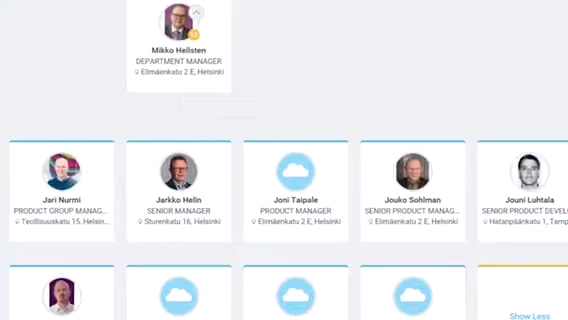 Mikko Heilsten
DEPARTMENT MANAGER
Elimäenkatu 2 E, Helsinki
Jari Nurmi
PRODUCT GROUP MANAG...
Teollisuuskatu 15, Helsin...
Jarkko Helin
SENIOR MANAGER
Sturenkatu 16, Helsinki
Joni Taipale
PRODUCT MANAGER
Elimäenkatu 2 E, Helsinki
Jouko Sohlman
SENIOR PRODUCT MANAG...
Elimäenkatu 2 E, Helsinki
Jouni Luhtala
SENIOR PRODUCT DEVEL
Hatanpäänkatu 1, Tamp
Show Less